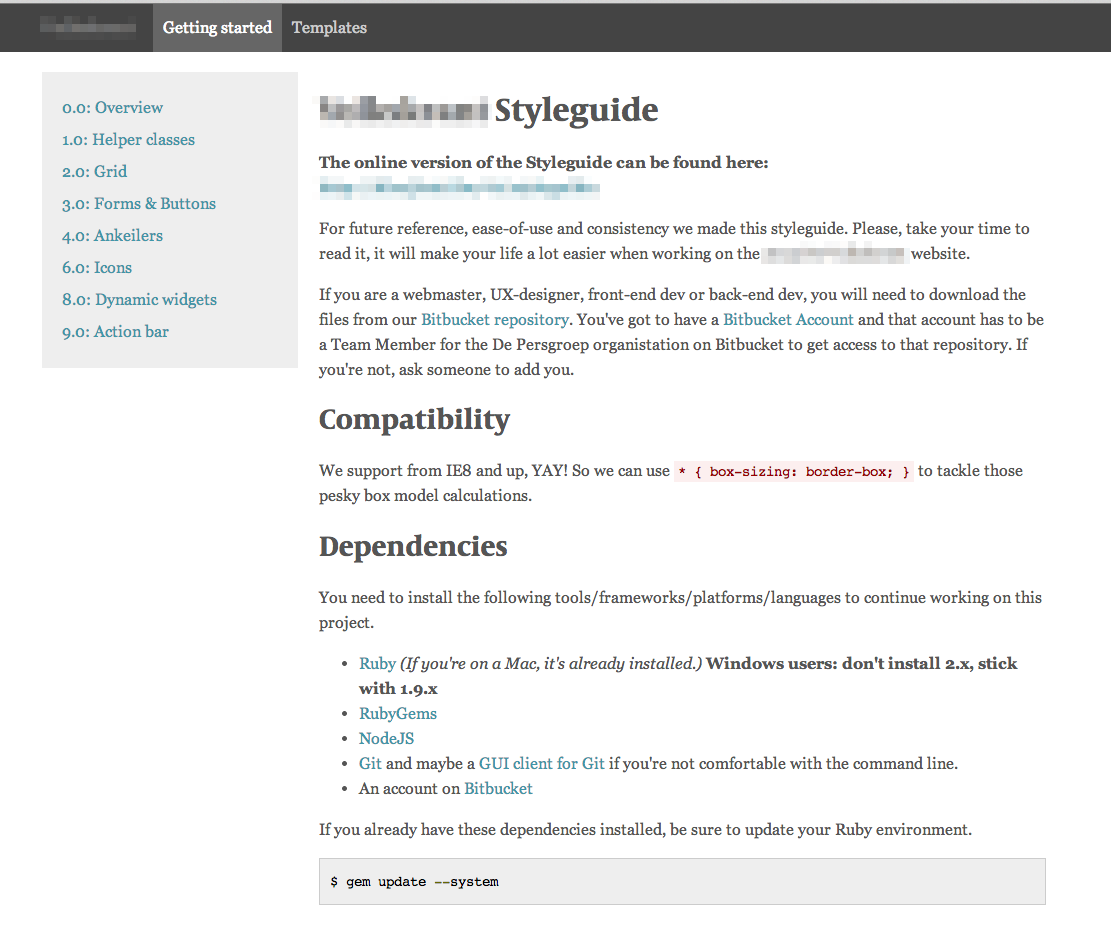 Getting started Templates
0.0: Overview
1.0: Helper classes
2.0: Grid
3.0: Forms & Buttons
4.0: Ankeilers
6.0: Icons
8.0: Dynamic widgets
9.0: Action bar
Styleguide
The online version of the Styleguide can be found here:
For future reference, ease-of-use and consistency we made this styleguide. Please, take your time to
read it, it will make your life a lot easier when working on the website.
If you are a webmaster, UX-designer, front-end dev or back-end dev, you will need to download the
files from our Bitbucket repository. You've got to have a Bitbucket Account and that account has to be
a Team Member for the De Persgroep organistation on Bitbucket to get access to that repository. If
you're not, ask someone to add you.
Compatibility
We support from IE8 and up, YAY! So we can use * { box-sizing: border-box; } to tackle those
pesky box model calculations.
Dependencies
You need to install the following tools/frameworks/platforms/languages to continue working on this
project.
• Ruby (If you're on a Mac, it's already installed.) Windows users: don't install 2.x, stick
with 1.9.x
• RubyGems
• NodeJS
• Git and maybe a GUI client for Git if you're not comfortable with the command line.
• An account on Bitbucket
If you already have these dependencies installed, be sure to update your Ruby environment.
$ gem update --system